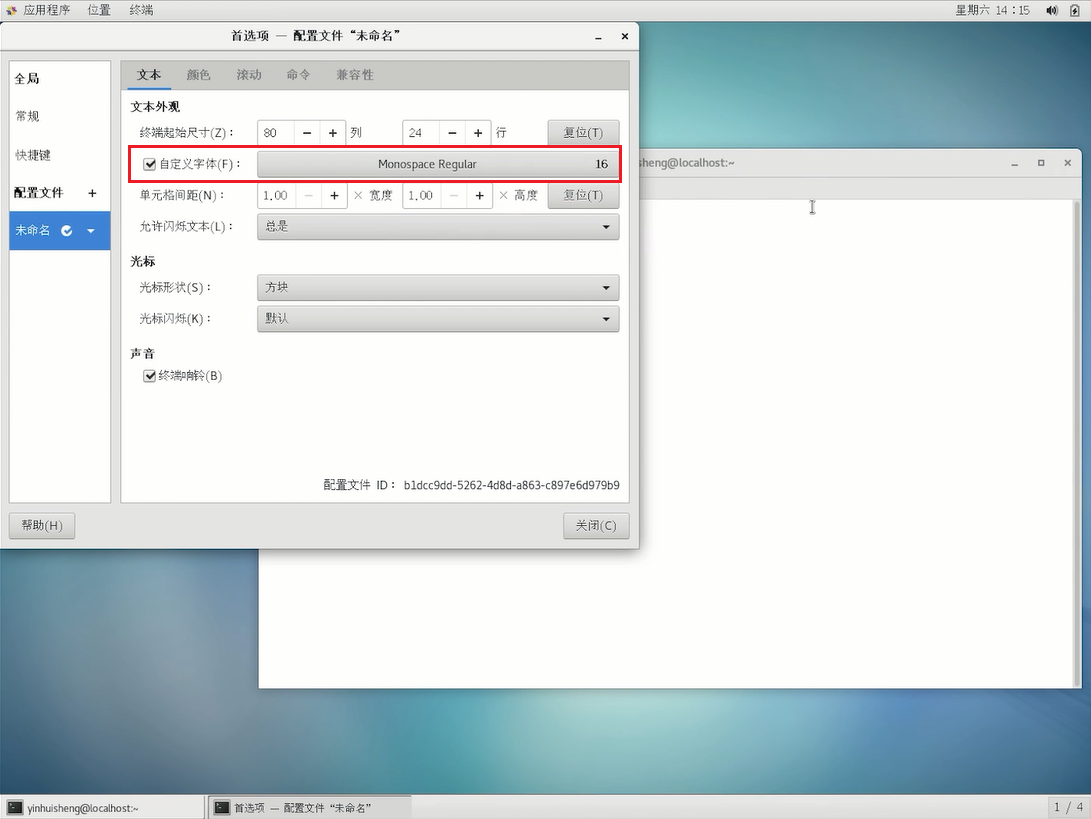 应用程序 位置 终端 星期六 14：15
首选项 — 配置文件“未命名”
全局
常规
快捷键
配置文件 +
未命名
文本 颜色 滚动 命令 兼容性
文本外观
终端起始尺寸(Z)： 80 − + 列 24 − + 行 复位(T)
自定义字体(F)： Monospace Regular 16
单元格间距(N)： 1.00 − + × 宽度 1.00 − + × 高度 复位(T)
允许闪烁文本(L)： 总是
光标
光标形状(S)： 方块
光标闪烁(K)： 默认
声音
终端响铃(B)
配置文件 ID： b1dcc9dd-5262-4d8d-a863-c897e6d979b9
帮助(H) 关闭(C)
sheng@localhost:~
yinhuisheng@localhost:~ 首选项 — 配置文件“未命名” 1 / 4